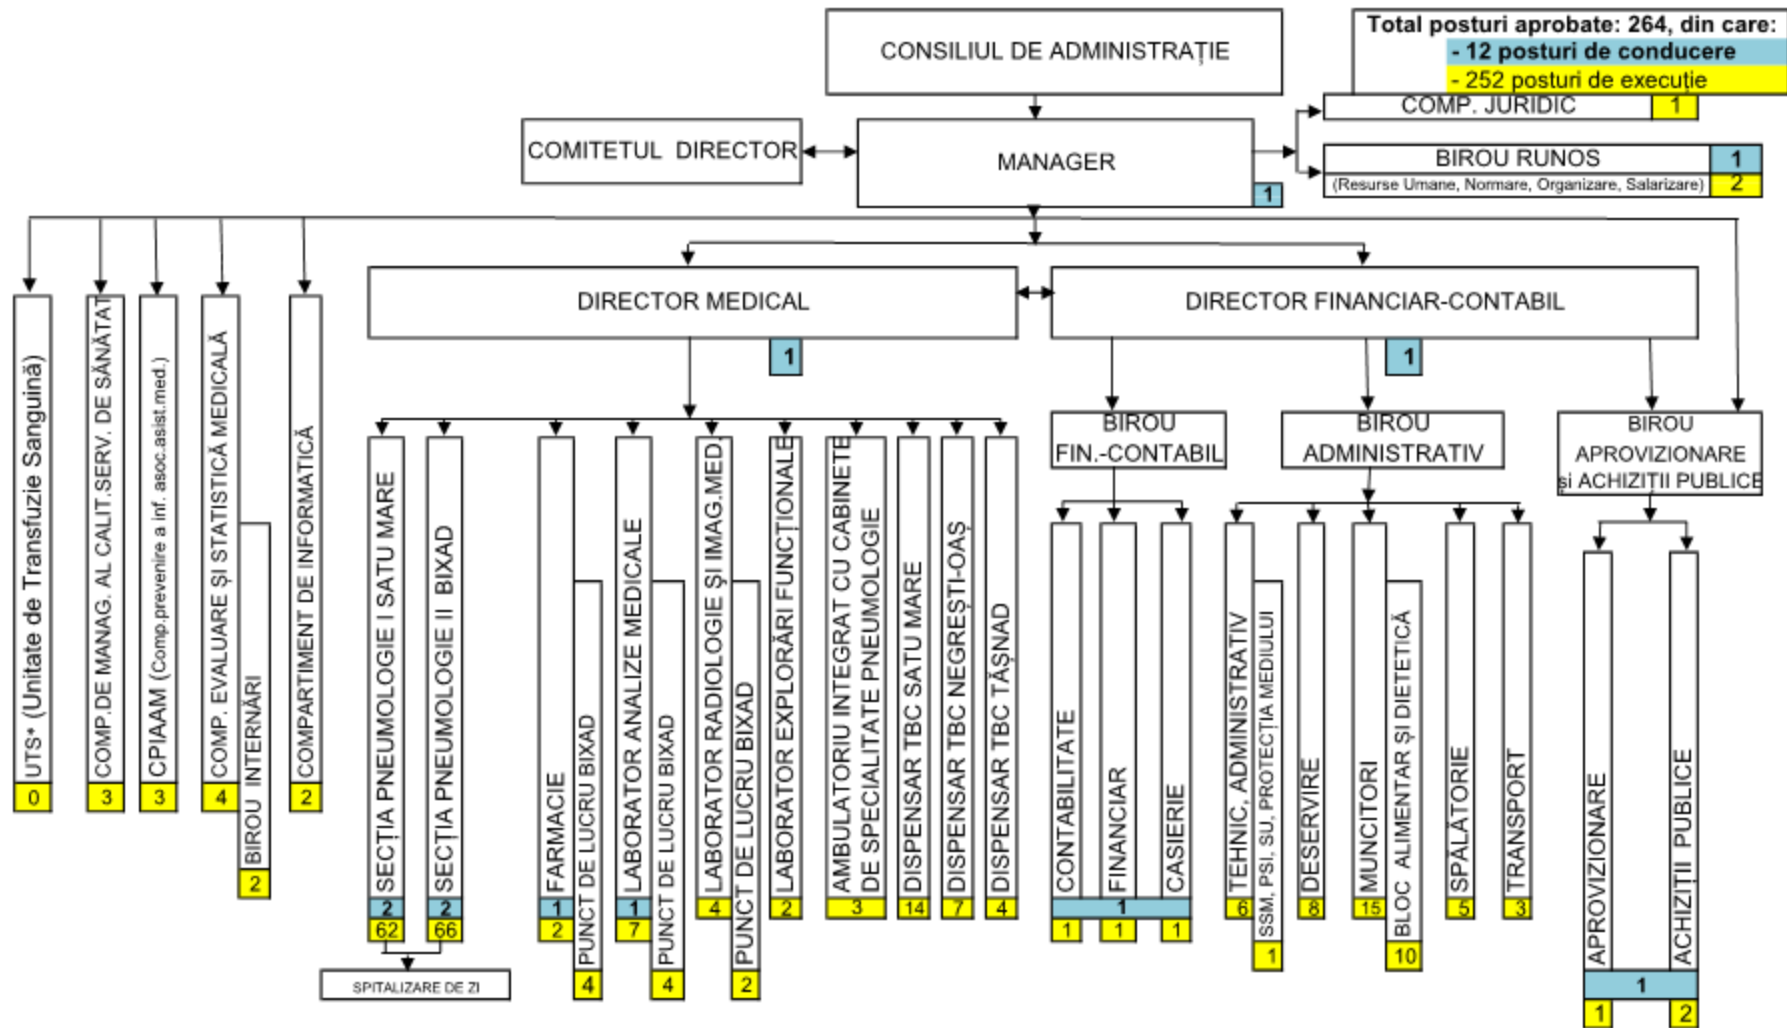 CONSILIUL DE ADMINISTRAȚIE
Total posturi aprobate: 264, din care:
- 12 posturi de conducere
- 252 posturi de execuție
COMP. JURIDIC 1
COMITETUL DIRECTOR
MANAGER
1
BIROU RUNOS 1
(Resurse Umane, Normare, Organizare, Salarizare) 2
DIRECTOR MEDICAL
1
DIRECTOR FINANCIAR-CONTABIL
1
UTS* (Unitate de Transfuzie Sanguină)
0
COMP.DE MANAG. AL CALIT.SERV. DE SĂNĂTAT
3
CPIAAM (Comp.prevenire a inf. asoc.asist.med.)
3
COMP. EVALUARE ȘI STATISTICĂ MEDICALĂ
4
BIROU INTERNĂRI
2
COMPARTIMENT DE INFORMATICĂ
2
SECȚIA PNEUMOLOGIE I SATU MARE
2
62
SECȚIA PNEUMOLOGIE II BIXAD
2
66
SPITALIZARE DE ZI
FARMACIE
1
2
PUNCT DE LUCRU BIXAD
4
LABORATOR ANALIZE MEDICALE
1
7
PUNCT DE LUCRU BIXAD
4
LABORATOR RADIOLOGIE ȘI IMAG.MED.
4
PUNCT DE LUCRU BIXAD
2
LABORATOR EXPLORĂRI FUNCȚIONALE
2
AMBULATORIU INTEGRAT CU CABINETE
DE SPECIALITATE PNEUMOLOGIE
3
DISPENSAR TBC SATU MARE
14
DISPENSAR TBC NEGREȘTI-OAȘ
7
DISPENSAR TBC TĂȘNAD
4
BIROU
FIN.-CONTABIL
CONTABILITATE
FINANCIAR
CASIERIE
1
1
1
1
BIROU
ADMINISTRATIV
TEHNIC, ADMINISTRATIV
6
SSM, PSI, SU, PROTECȚIA MEDIULUI
1
DESERVIRE
8
MUNCITORI
15
BLOC ALIMENTAR ȘI DIETETICĂ
10
SPĂLĂTORIE
5
TRANSPORT
3
BIROU
APROVIZIONARE
și ACHIZIȚII PUBLICE
APROVIZIONARE
ACHIZIȚII PUBLICE
1
1
2